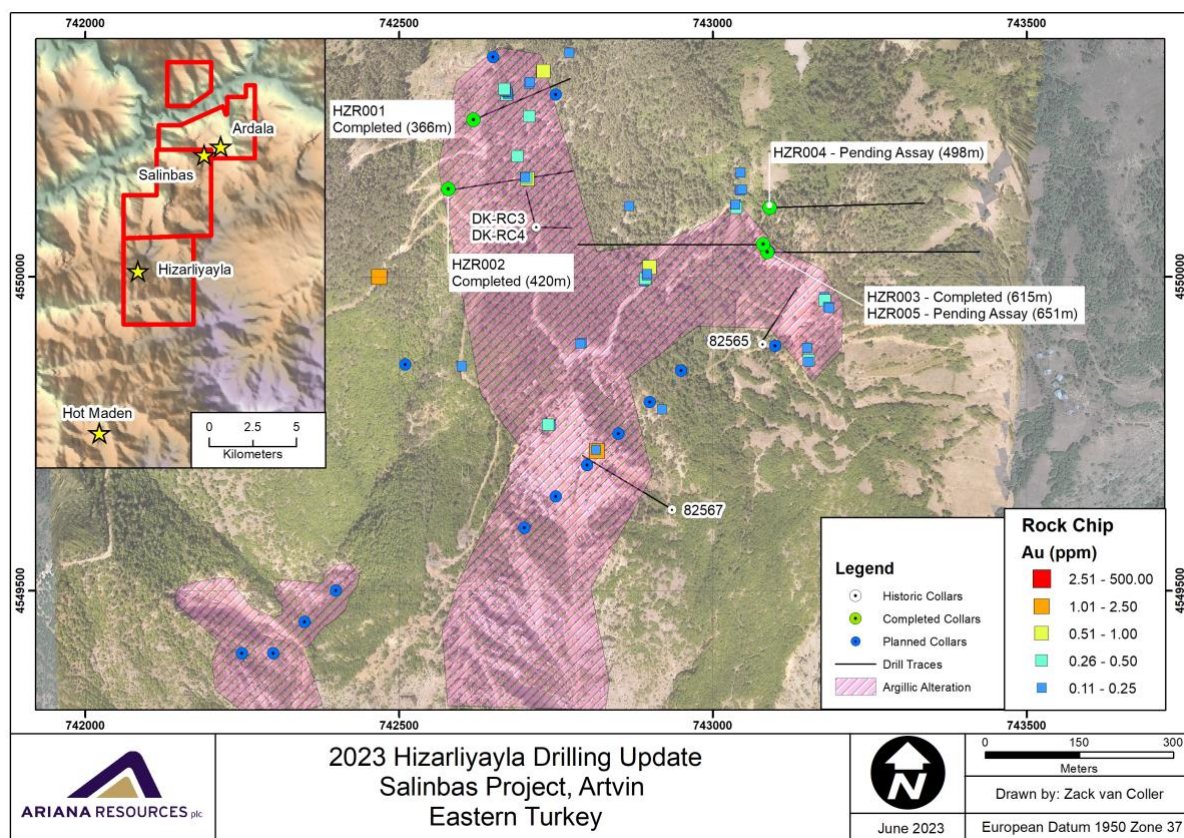 742000
742500
743000
743500
4550000
4549500
4550000
4549500
742000
742500
743000
743500
Ardala
Salinbas
Hizarliyayla
Hot Maden
0 2.5 5
Kilometers
HZR001
Completed (366m)
HZR004 - Pending Assay (498m)
DK-RC3
DK-RC4
HZR002
Completed (420m)
HZR003 - Completed (615m)
HZR005 - Pending Assay (651m)
82565
82567
Legend
Historic Collars
Completed Collars
Planned Collars
Drill Traces
Argillic Alteration
Rock Chip
Au (ppm)
2.51 - 500.00
1.01 - 2.50
0.51 - 1.00
0.26 - 0.50
0.11 - 0.25
ARIANA RESOURCES plc
2023 Hizarliyayla Drilling Update
Salinbas Project, Artvin
Eastern Turkey
N
June 2023
0 150 300
Meters
Drawn by: Zack van Coller
European Datum 1950 Zone 37